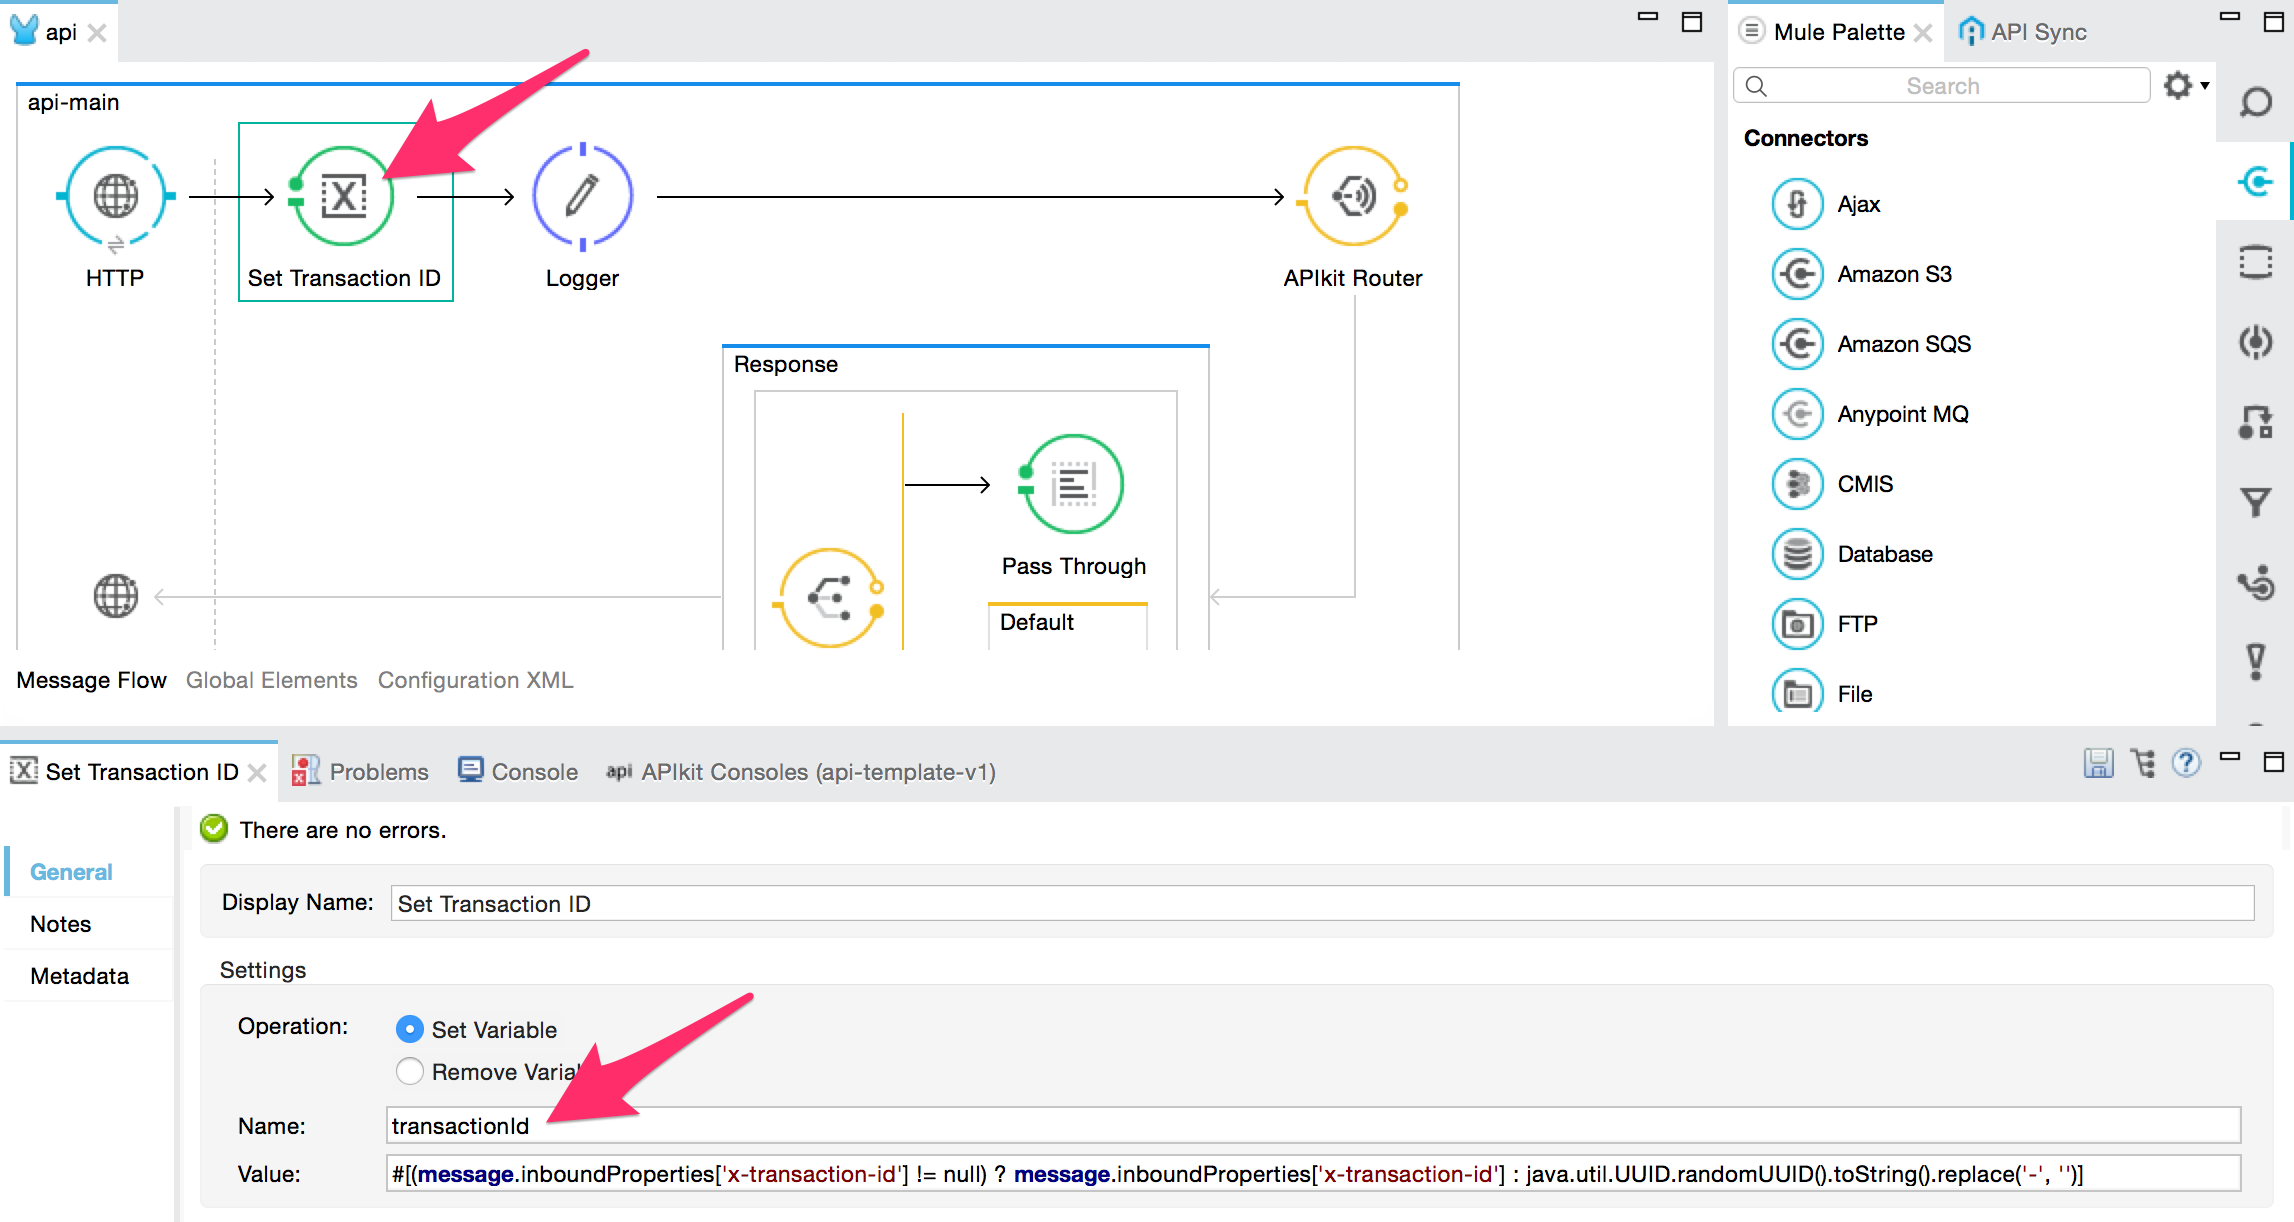 api
Mule Palette
API Sync
api-main
Search
Connectors
HTTP
Set Transaction ID
Logger
APIkit Router
Ajax
Amazon S3
Amazon SQS
Anypoint MQ
CMIS
Database
FTP
File
Response
Pass Through
Default
Message Flow
Global Elements
Configuration XML
Set Transaction ID
Problems
Console
api APIkit Consoles (api-template-v1)
There are no errors.
General
Notes
Metadata
Display Name: Set Transaction ID
Settings
Operation:
Set Variable
Remove Varial
Name: transactionId
Value: #[(message.inboundProperties['x-transaction-id'] != null) ? message.inboundProperties['x-transaction-id'] : java.util.UUID.randomUUID().toString().replace('-', '')]